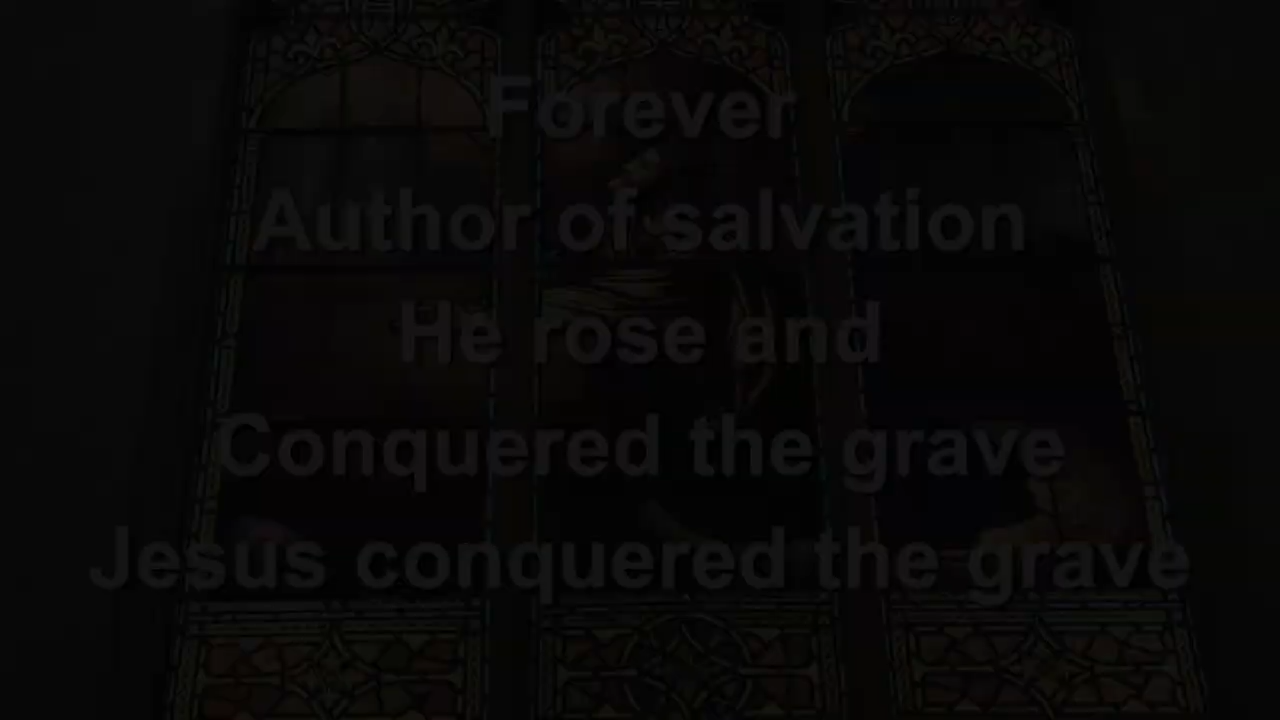 Forever
Author of salvation
He rose and
Conquered the grave
Jesus conquered the grave